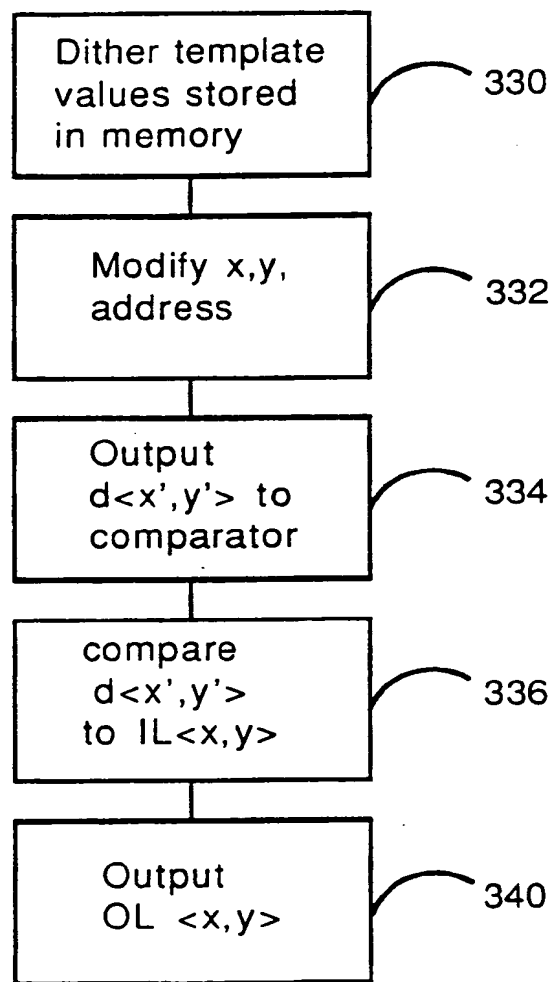 Dither template
values stored
in memory
330
Modify x,y,
address
332
Output
d<x',y'> to
comparator
334
compare
d<x',y'>
to IL<x,y>
336
Output
OL <x,y>
340